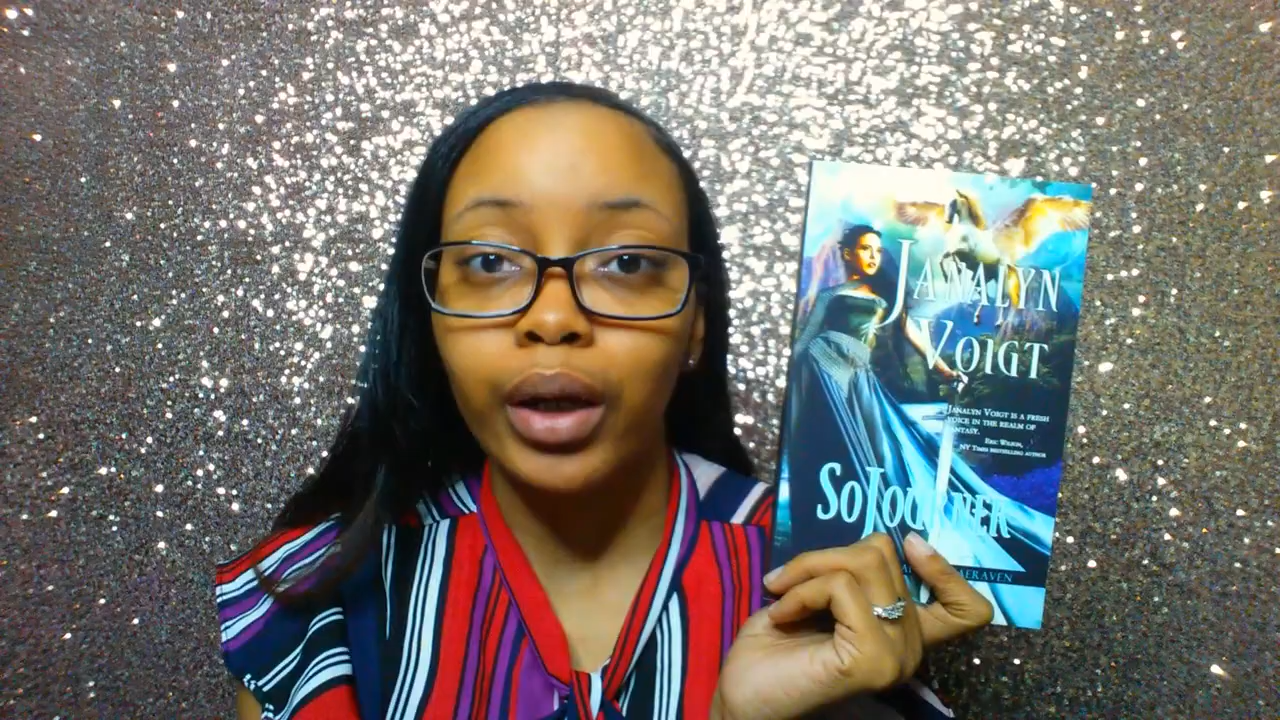 JANALYN
VOIGT
JANALYN VOIGT IS A FRESH
VOICE IN THE REALM OF
FANTASY.
ERIC WILSON,
NY TIMES BESTSELLING AUTHOR
SOJOURNER
AERAVEN